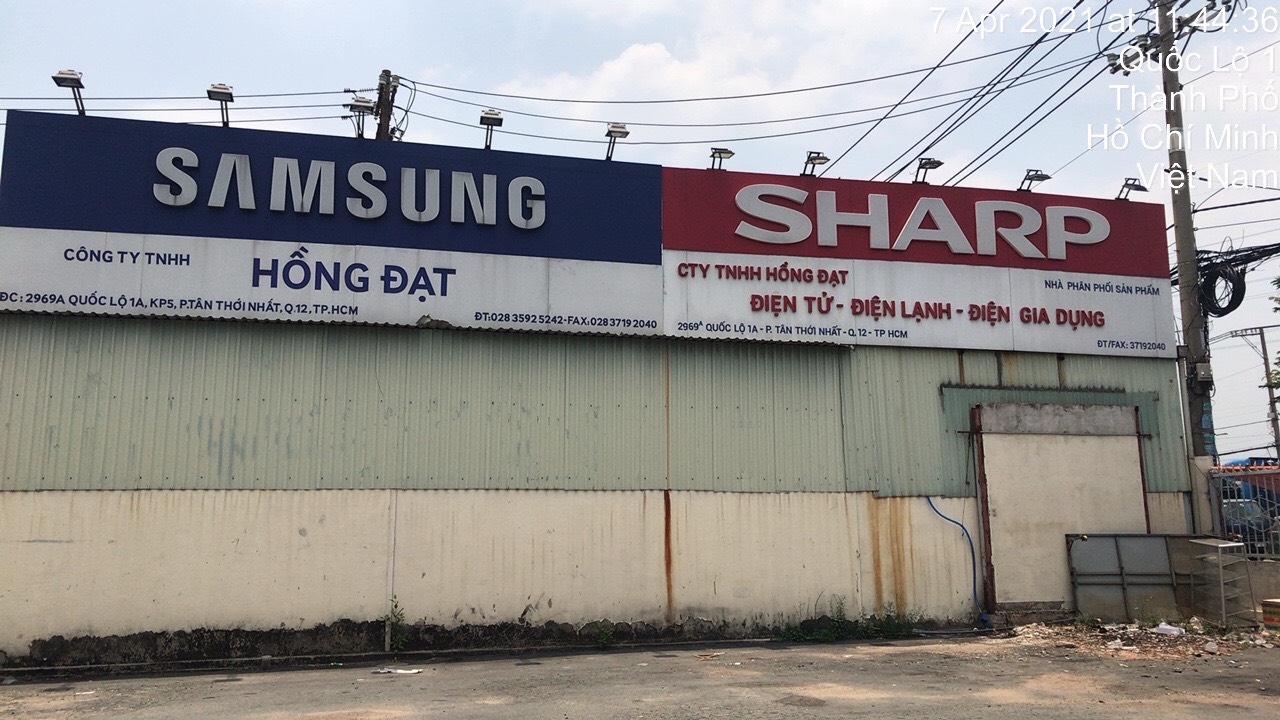 7 Apr 2021 at 11:44:36
Quốc Lộ 1
Thành Phố
Hồ Chí Minh
Việt Nam
SAMSUNG
CÔNG TY TNHH
HỒNG ĐẠT
ĐC : 2969A QUỐC LỘ 1A, KP5, P.TÂN THỚI NHẤT, Q.12, TP.HCM
ĐT:028 3592 5242-FAX:028 3719 2040
SHARP
CTY TNHH HỒNG ĐẠT
NHÀ PHÂN PHỐI SẢN PHẨM
ĐIỆN TỬ - ĐIỆN LẠNH - ĐIỆN GIA DỤNG
2969A QUỐC LỘ 1A - P. TÂN THỚI NHẤT - Q. 12 - TP HCM
ĐT/FAX: 37192040